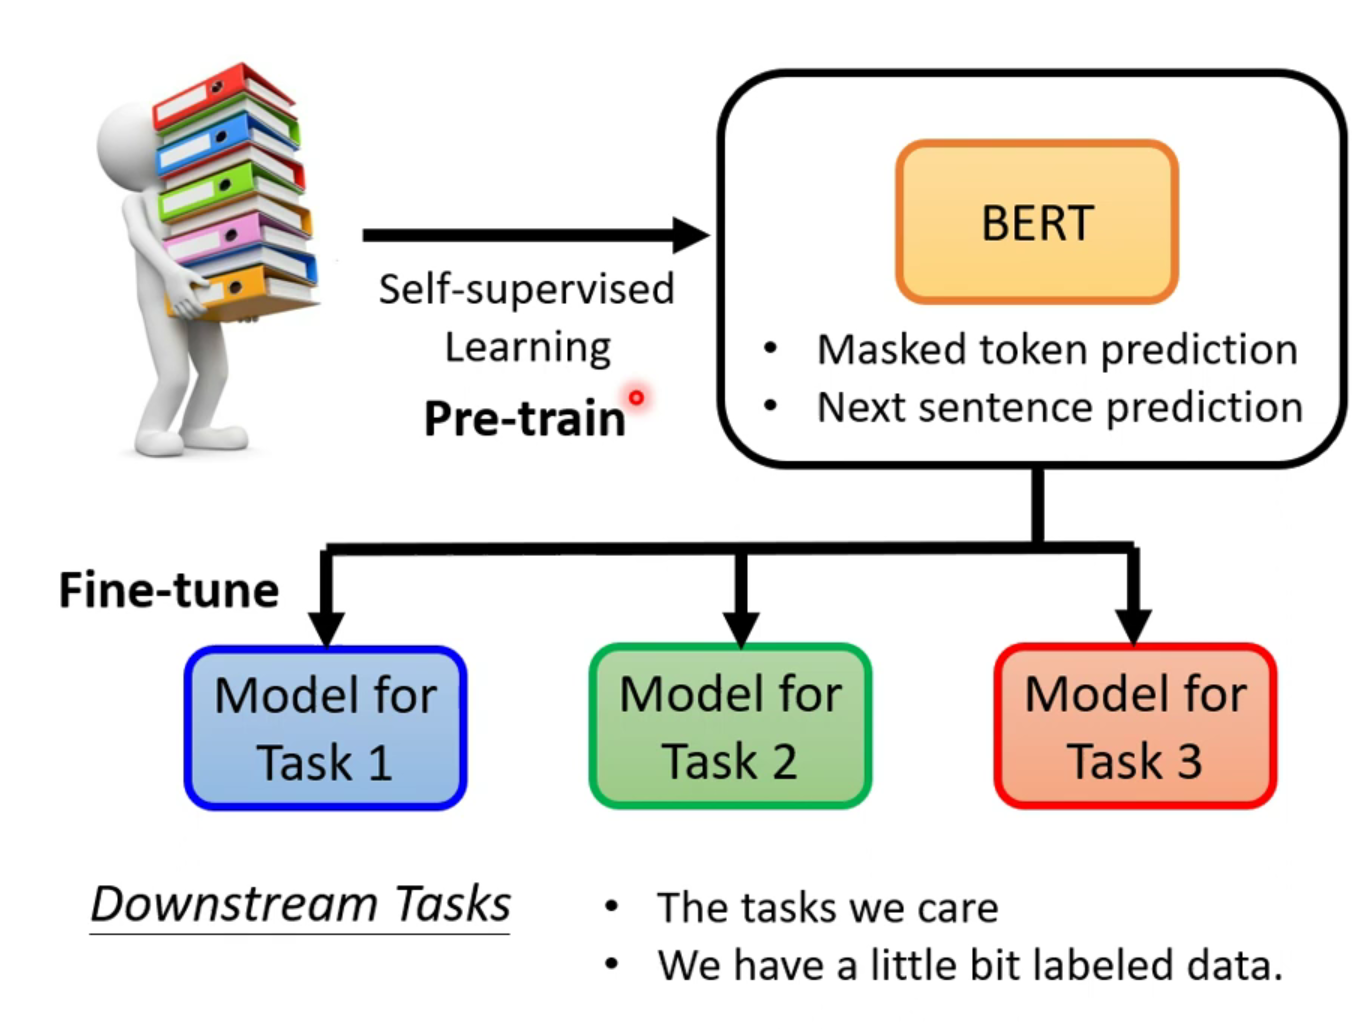 BERT
Self-supervised
Learning
Pre-train
• Masked token prediction
• Next sentence prediction
Fine-tune
Model for
Task 1
Model for
Task 2
Model for
Task 3
Downstream Tasks
• The tasks we care
• We have a little bit labeled data.